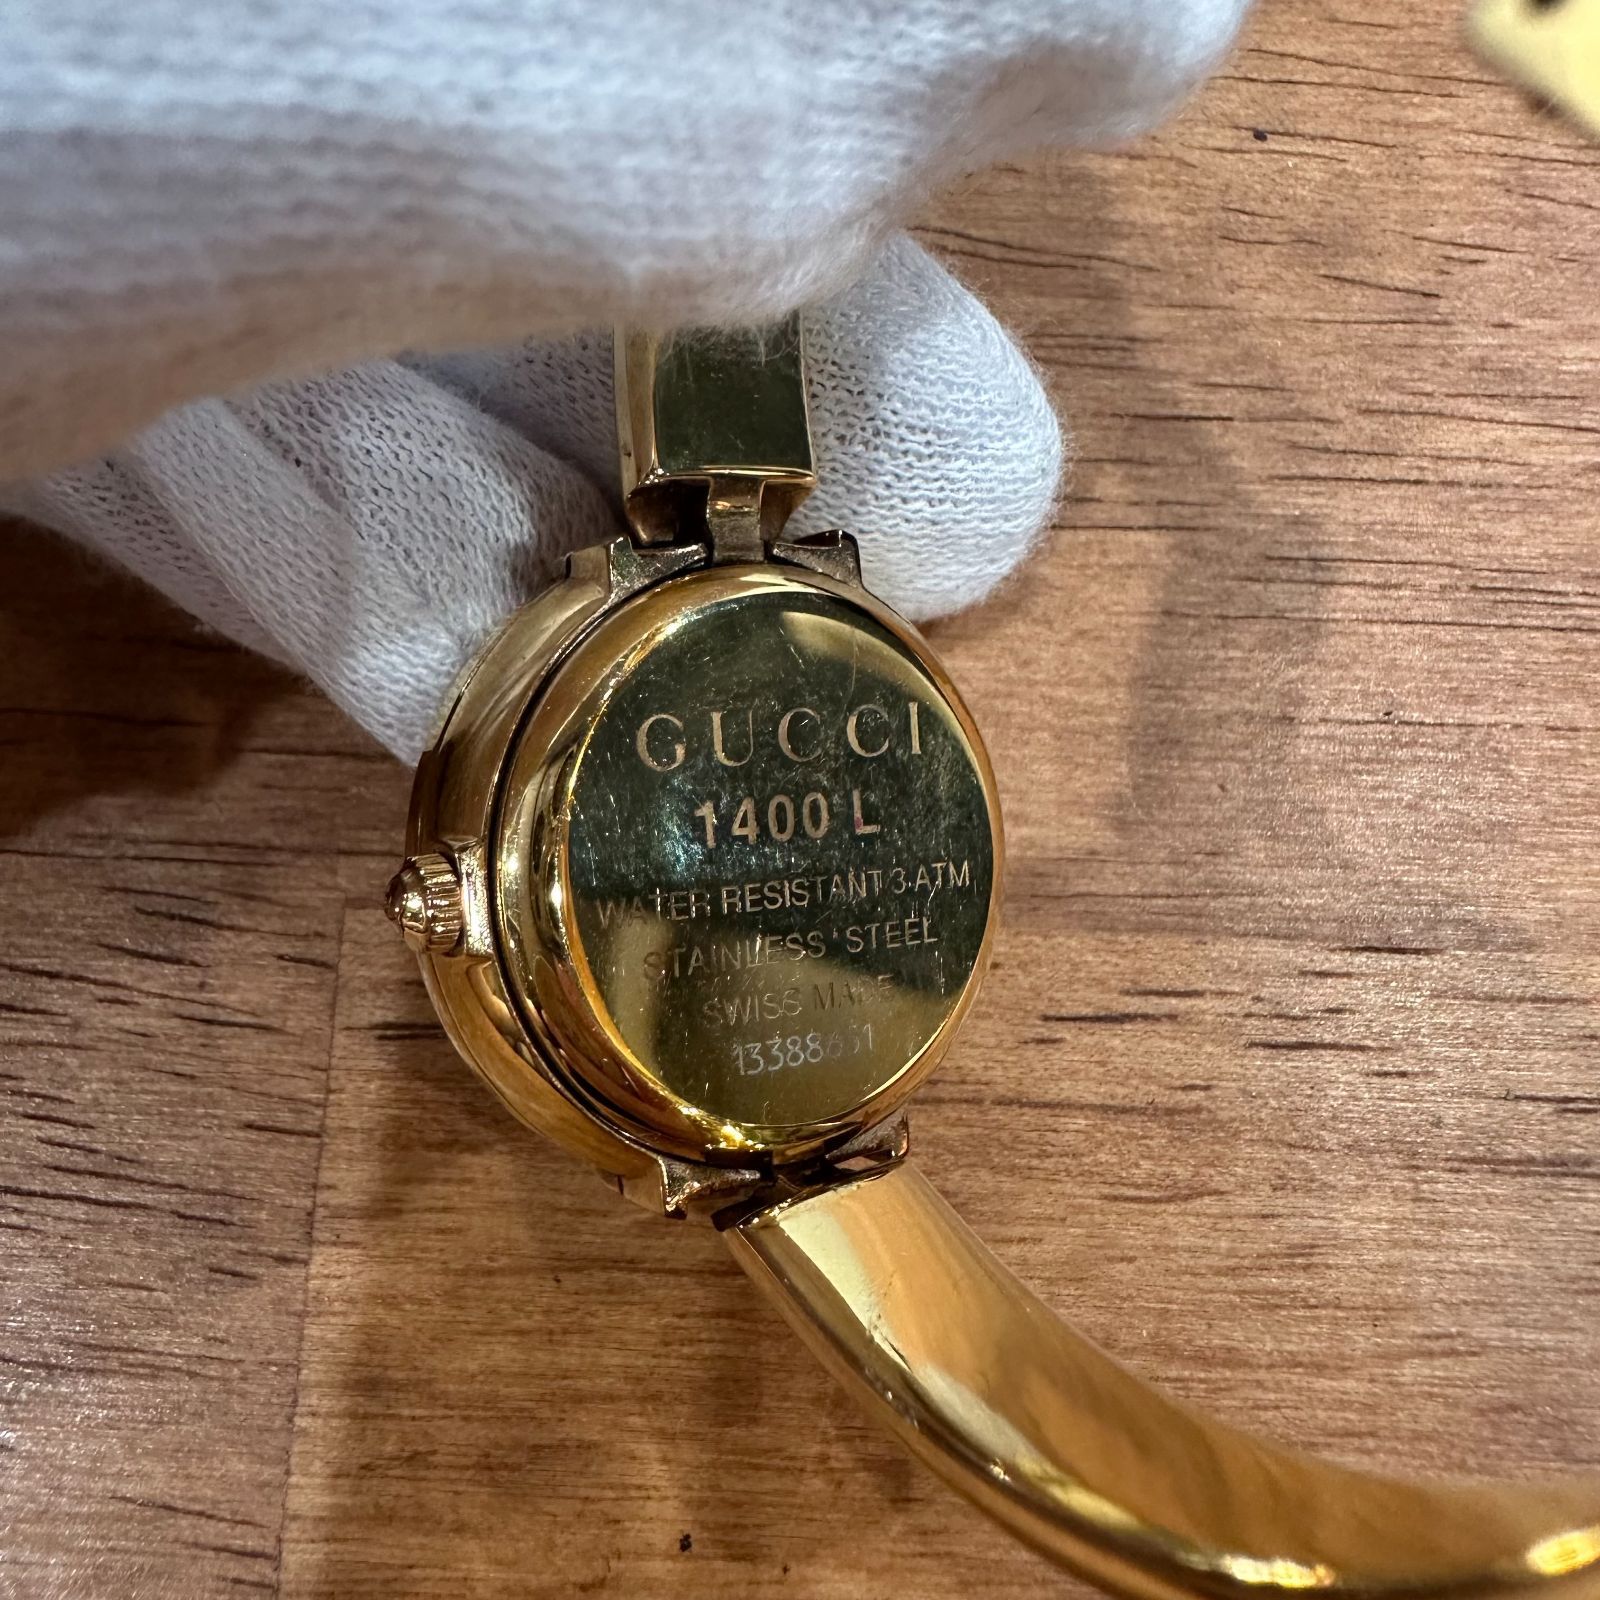 GUCCI
1400 L
WATER RESISTANT 3 ATM
STAINLESS STEEL
SWISS MADE